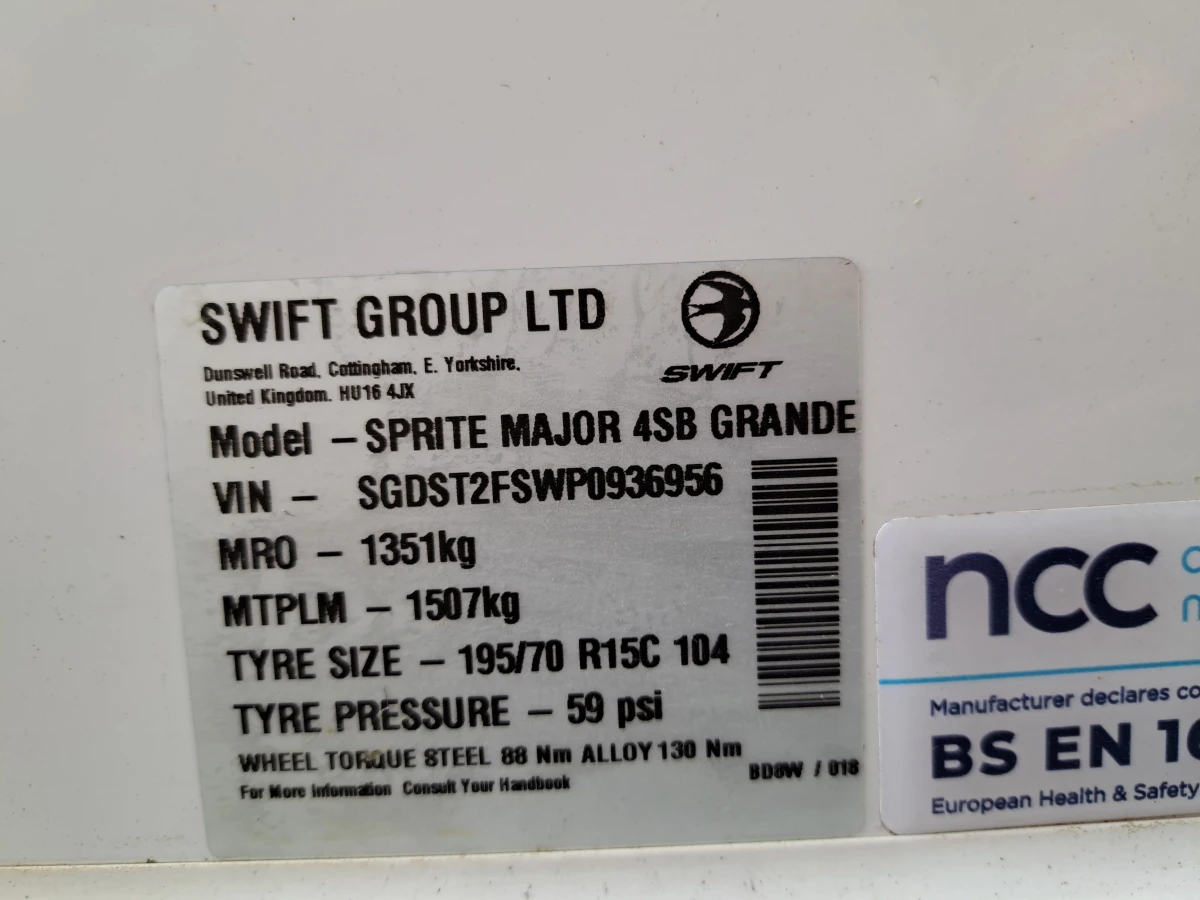 SWIFT GROUP LTD
SWIFT
Dunswell Road, Cottingham, E. Yorkshire,
United Kingdom. HU16 4JX
Model – SPRITE MAJOR 4SB GRANDE
VIN – SGDST2FSWP0936956
MRO – 1351kg
MTPLM – 1507kg
TYRE SIZE – 195/70 R15C 104
TYRE PRESSURE – 59 psi
WHEEL TORQUE STEEL 88 Nm ALLOY 130 Nm
For More Information Consult Your Handbook
BD8W / 018
ncc
Manufacturer declares co
BS EN 16
European Health & Safety